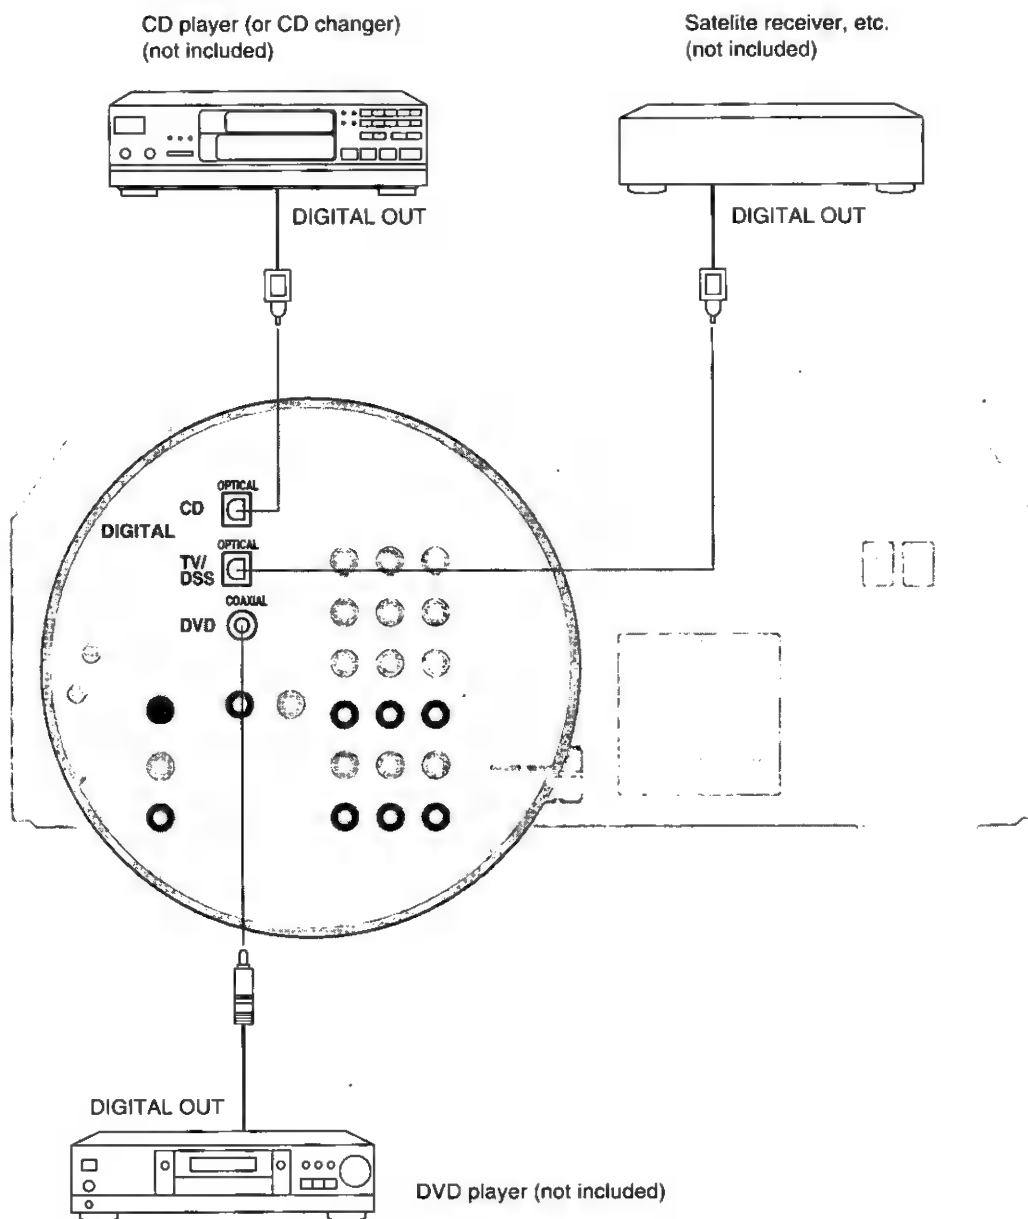 CD player (or CD changer)
(not included)
Satelite receiver, etc.
(not included)
DIGITAL OUT
DIGITAL OUT
OPTICAL
CD
DIGITAL
OPTICAL
TV/
DSS
COAXIAL
DVD
DIGITAL OUT
DVD player (not included)